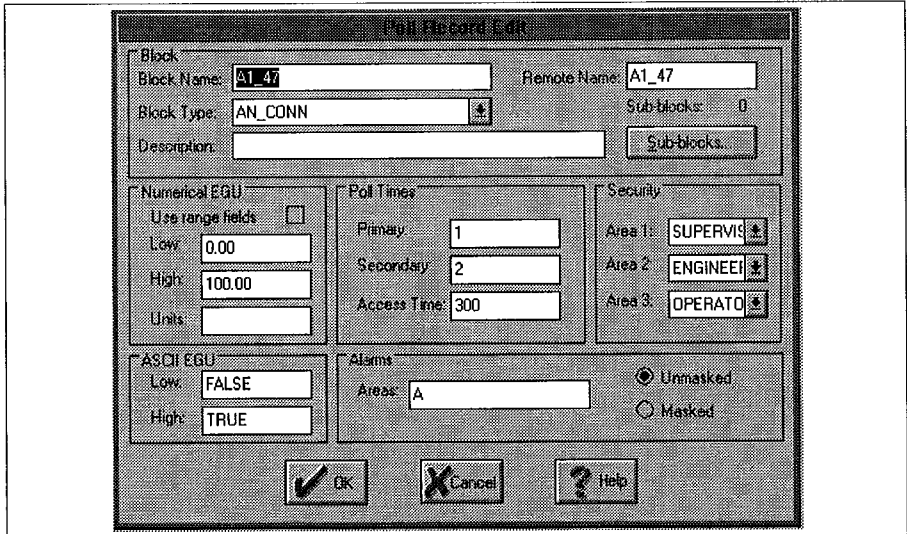 Poll Record Edit
Block
Block Name: A1_47
Remote Name: A1_47
Block Type: AN_CONN
Sub-blocks: 0
Description:
Sub-blocks...
Numerical EGU
Use range fields
Low: 0.00
High: 100.00
Units:
Poll Times
Primary: 1
Secondary: 2
Access Time: 300
Security
Area 1: SUPERVIS
Area 2: ENGINEER
Area 3: OPERATO
ASCII EGU
Low: FALSE
High: TRUE
Alarms
Areas: A
Unmasked
Masked
OK
Cancel
Help